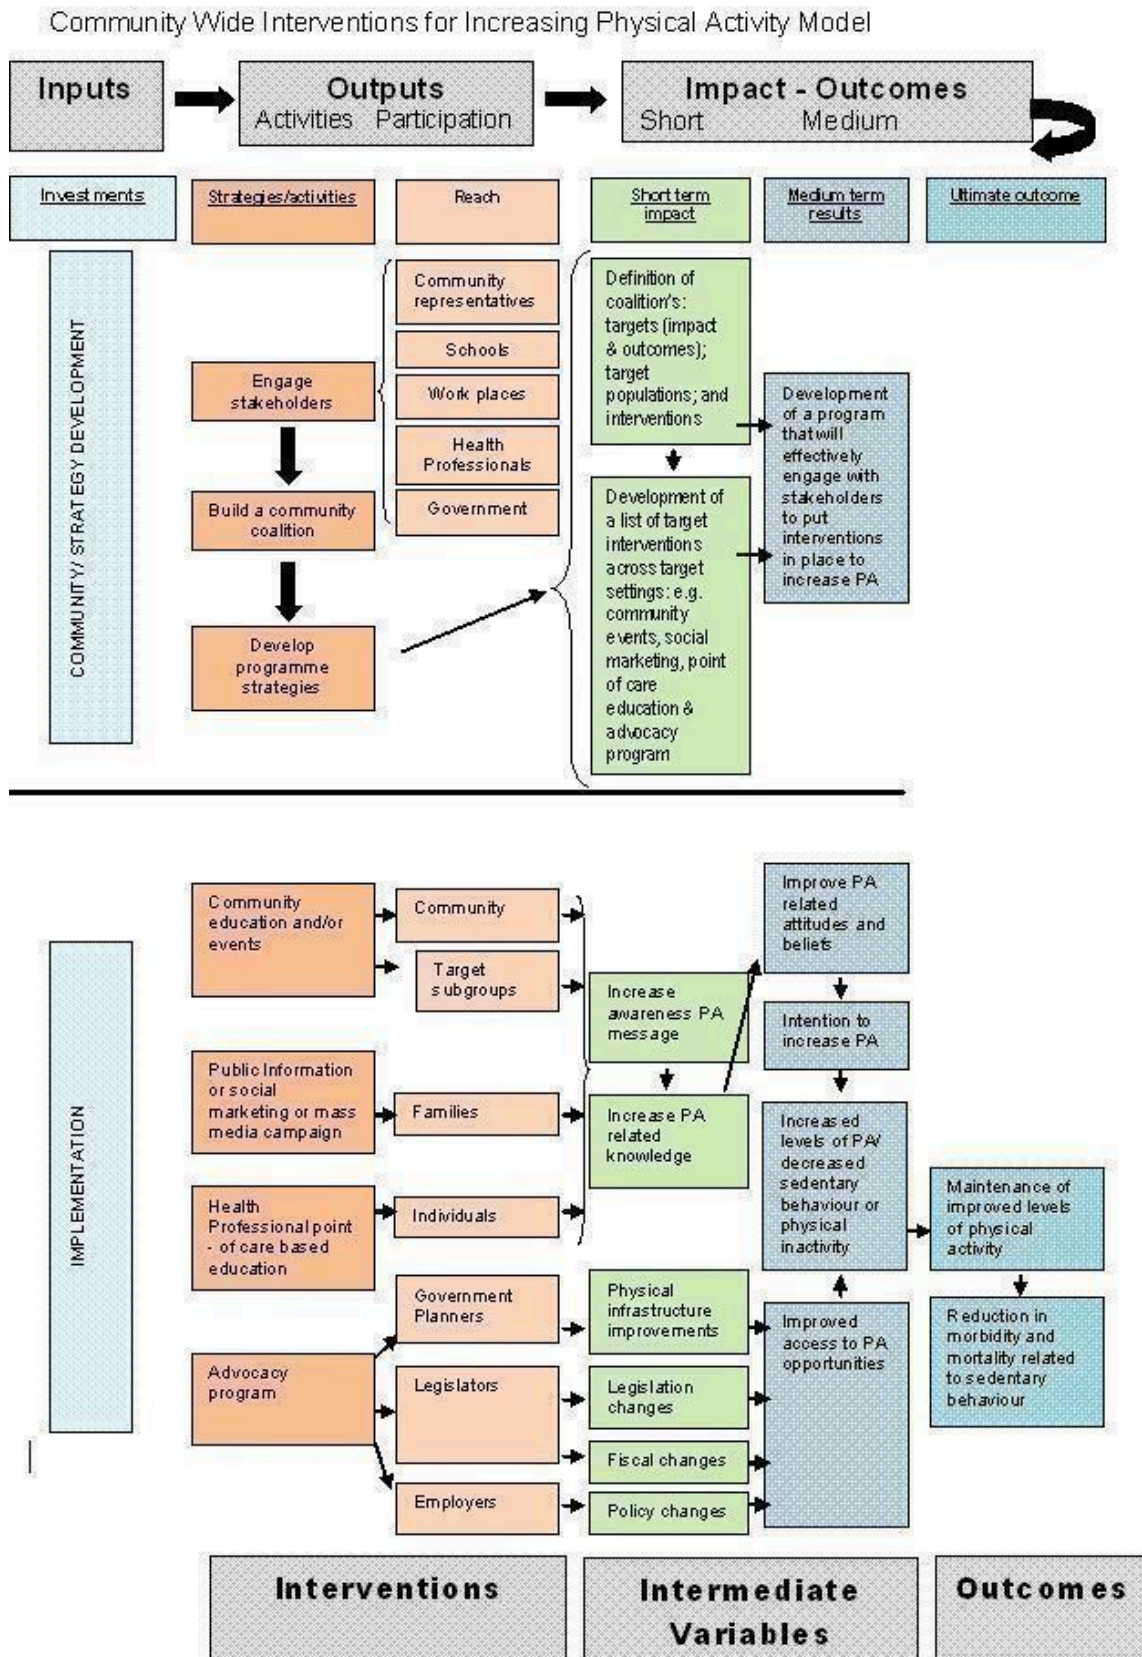 Community Wide Interventions for Increasing Physical Activity Model
Inputs
Outputs
Activities Participation
Impact - Outcomes
Short Medium
Investments
Strategies/activities
Reach
Short term
impact
Medium term
results
Ultimate outcome
COMMUNITY/ STRATEGY DEVELOPMENT
Engage
stakeholders
Build a community
coalition
Develop
programme
strategies
Community
representatives
Schools
Work places
Health
Professionals
Government
Definition of
coalition's:
targets (impact
& outcomes);
target
populations; and
interventions
Development of
a list of target
interventions
across target
settings: e.g.
community
events, social
marketing, point
of care
education &
advocacy
program
Development
of a program
that will
effectively
engage with
stakeholders
to put
interventions
in place to
increase PA
IMPLEMENTATION
Community
education and/or
events
Public Information
or social
marketing or mass
media campaign
Health
Professional point
- of care based
education
Advocacy
program
Community
Target
subgroups
Families
Individuals
Government
Planners
Legislators
Employers
Increase
awareness PA
message
Increase PA
related
knowledge
Physical
infrastructure
improvements
Legislation
changes
Fiscal changes
Policy changes
Improve PA
related
attitudes and
beliefs
Intention to
increase PA
Increased
levels of PA/
decreased
sedentary
behaviour or
physical
inactivity
Improved
access to PA
opportunities
Maintenance of
improved levels
of physical
activity
Reduction in
morbidity and
mortality related
to sedentary
behaviour
Interventions
Intermediate
Variables
Outcomes